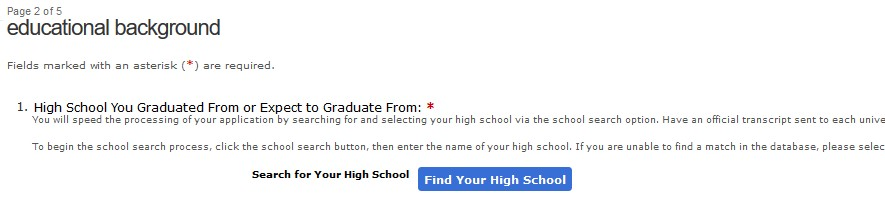 Page 2 of 5
educational background
Fields marked with an asterisk (*) are required.
1. High School You Graduated From or Expect to Graduate From: *
You will speed the processing of your application by searching for and selecting your high school via the school search option. Have an official transcript sent to each
To begin the school search process, click the school search button, then enter the name of your high school. If you are unable to find a match in the database, please
Search for Your High School Find Your High School